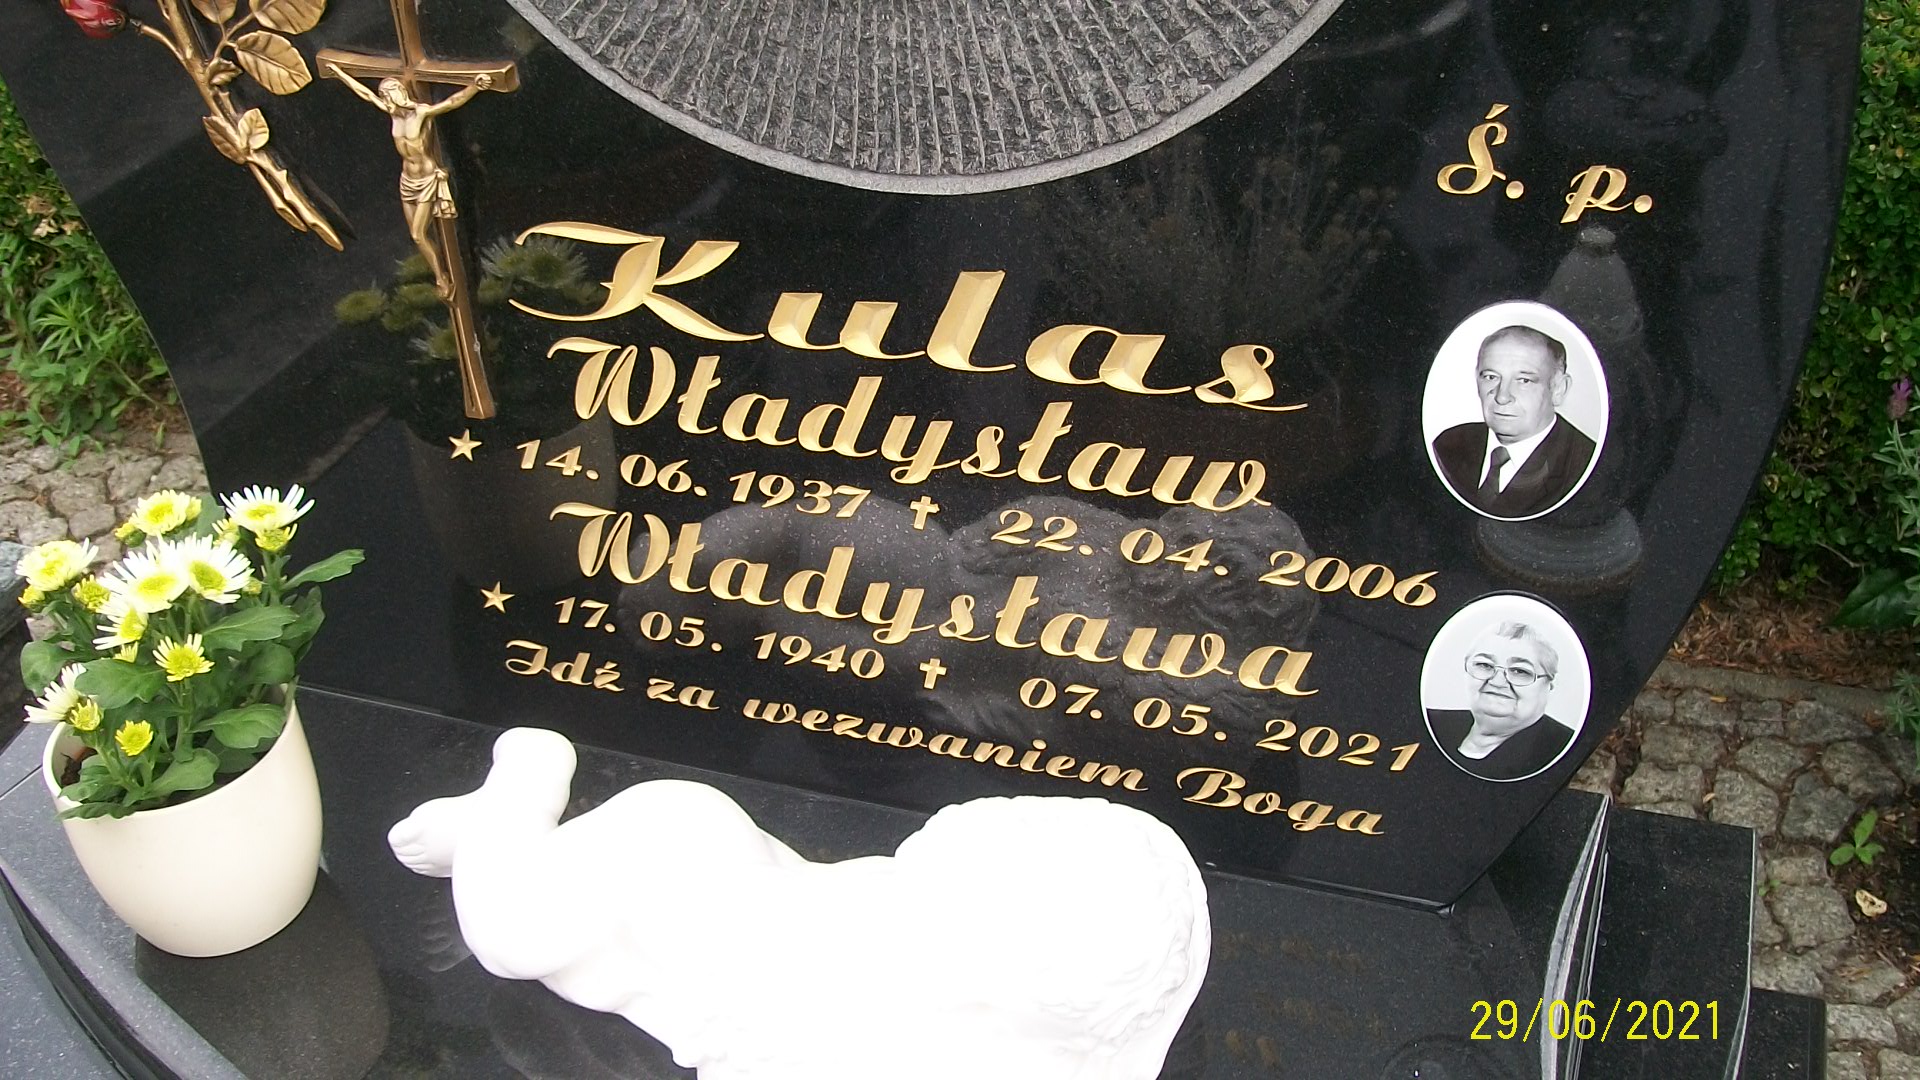 Ś. p.
Kulas
Władysław
★ 14. 06. 1937 ✝ 22. 04. 2006
Władysława
★ 17. 05. 1940 ✝ 07. 05. 2021
Idź za wezwaniem Boga
29/06/2021